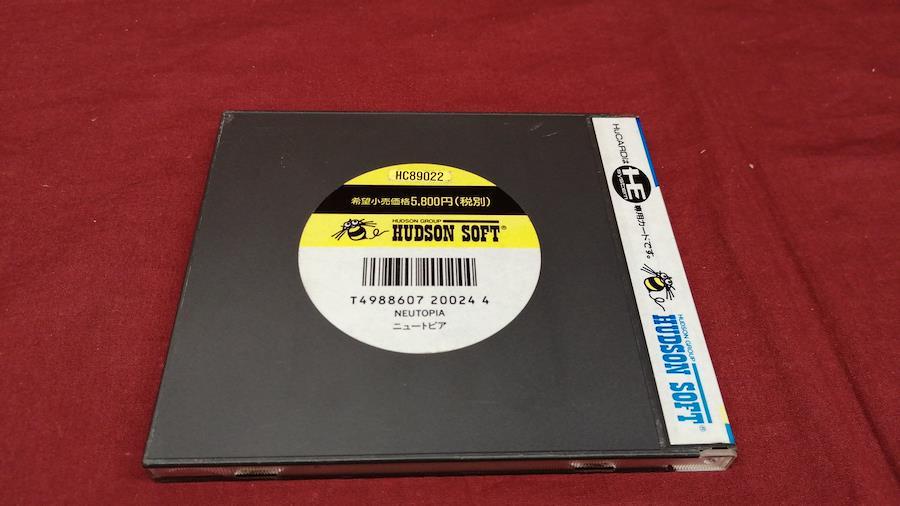 HC89022
希望小売価格5,800円(税別)
HUDSON GROUP
HUDSON SOFT®
T4988607 20024 4
NEUTOPIA
ニュートピア
HuCARDは
HE
SYSTEM
専用カードです。
HUDSON GROUP
HUDSON SOFT®